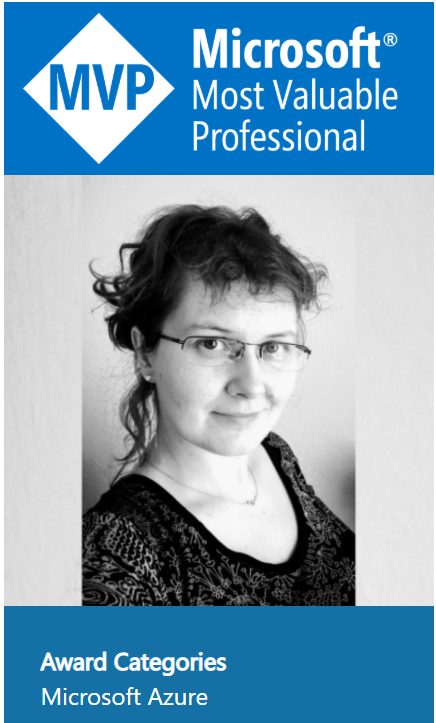 MVP
Microsoft®
Most Valuable
Professional
Award Categories
Microsoft Azure